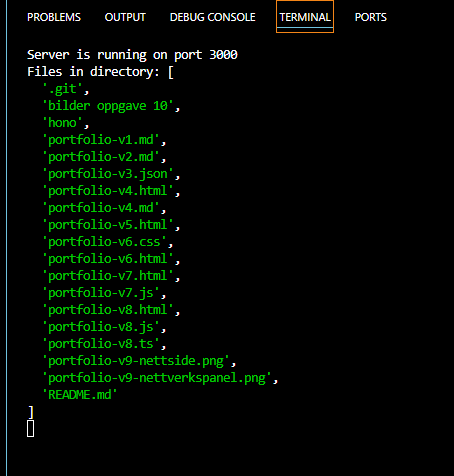 PROBLEMS OUTPUT DEBUG CONSOLE TERMINAL PORTS
Server is running on port 3000
Files in directory: [
  '.git',
  'bilder oppgave 10',
  'hono',
  'portfolio-v1.md',
  'portfolio-v2.md',
  'portfolio-v3.json',
  'portfolio-v4.html',
  'portfolio-v4.md',
  'portfolio-v5.html',
  'portfolio-v6.css',
  'portfolio-v6.html',
  'portfolio-v7.html',
  'portfolio-v7.js',
  'portfolio-v8.html',
  'portfolio-v8.js',
  'portfolio-v8.ts',
  'portfolio-v9-nettside.png',
  'portfolio-v9-nettverkspanel.png',
  'README.md'
]